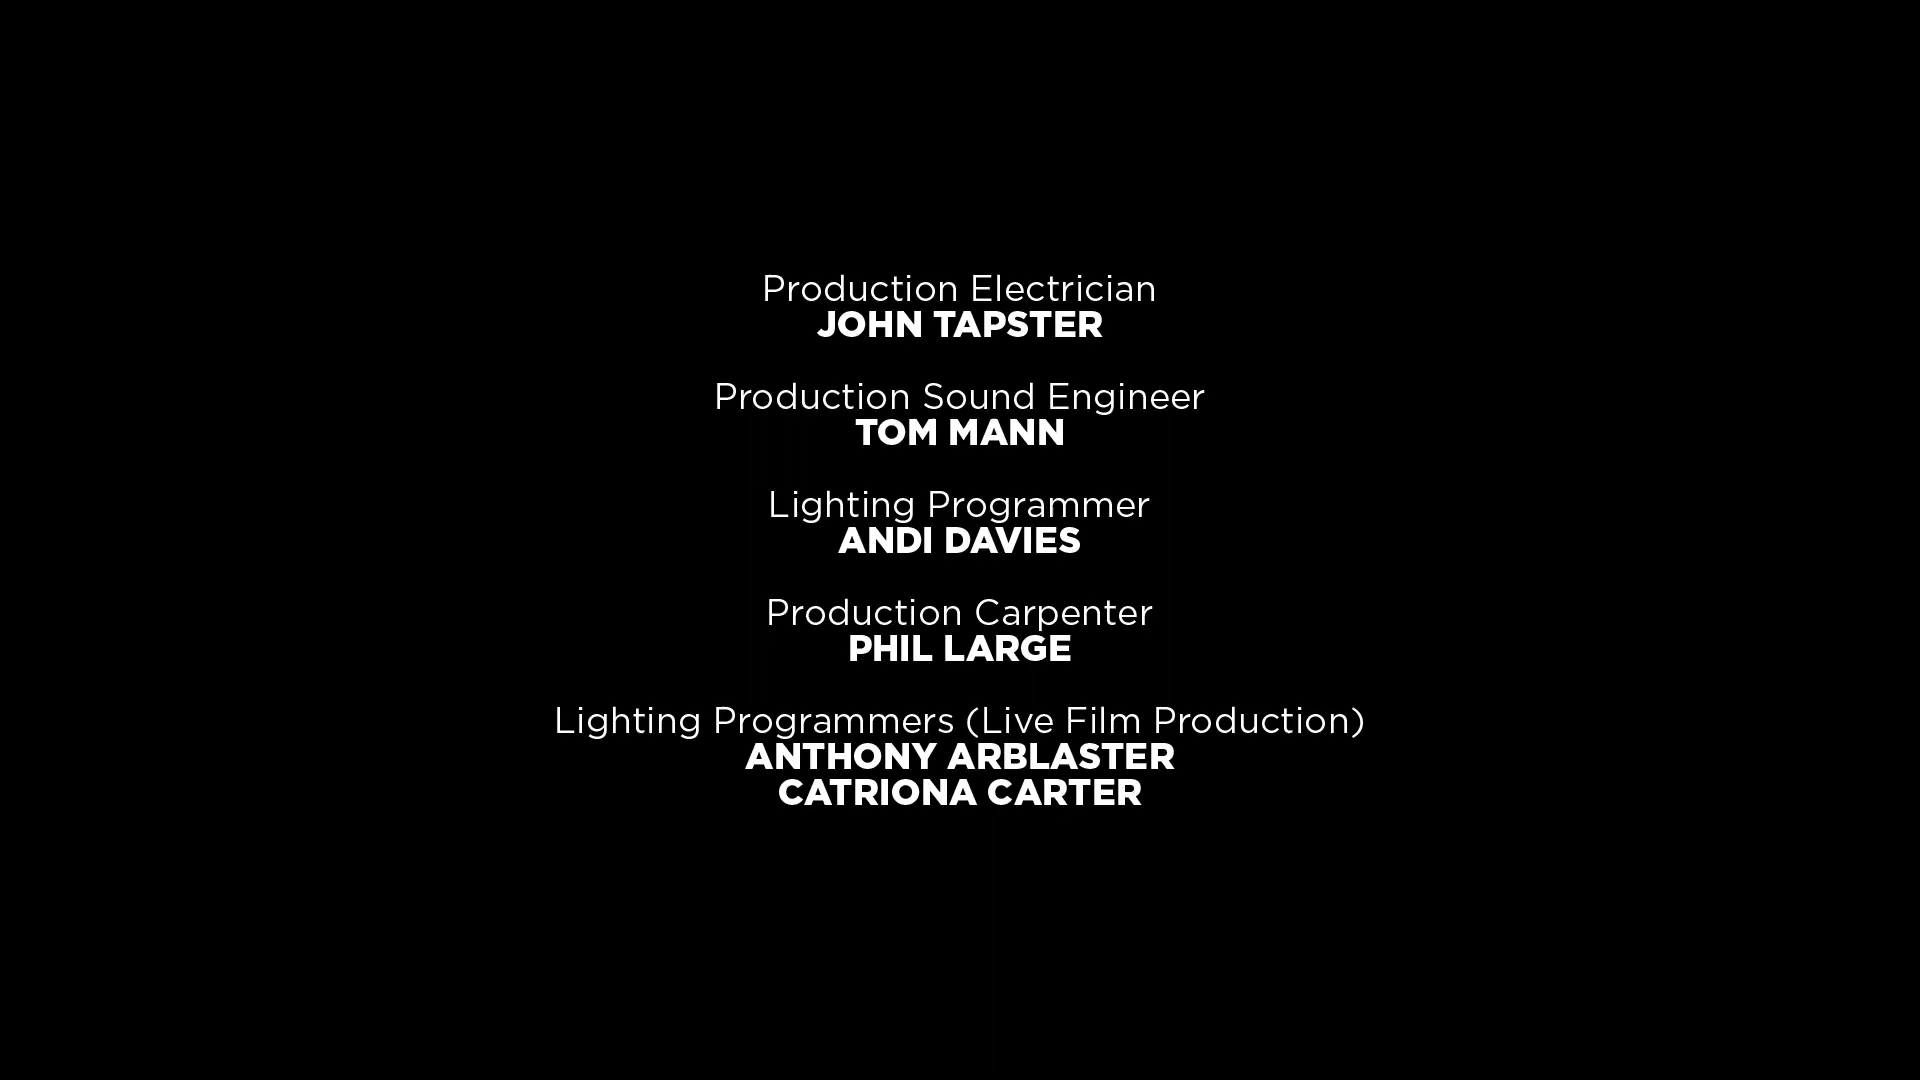 Production Electrician
JOHN TAPSTER
Production Sound Engineer
TOM MANN
Lighting Programmer
ANDI DAVIES
Production Carpenter
PHIL LARGE
Lighting Programmers (Live Film Production)
ANTHONY ARBLASTER
CATRIONA CARTER